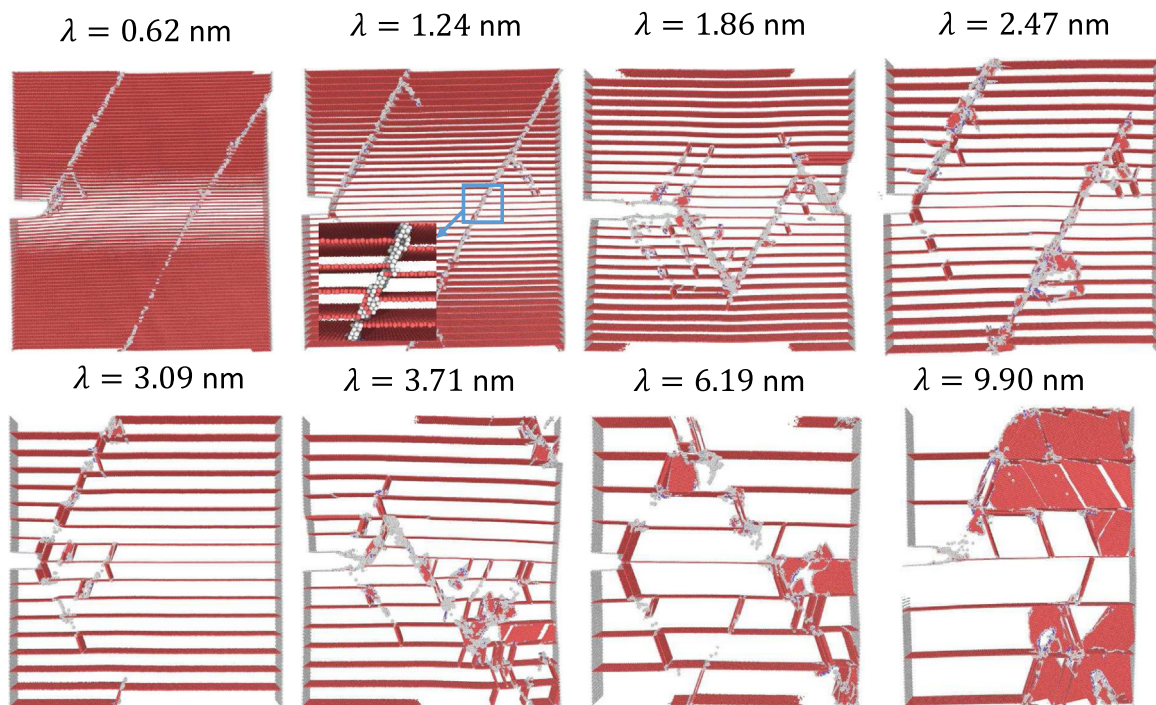 λ = 0.62 nm
λ = 1.24 nm
λ = 1.86 nm
λ = 2.47 nm
λ = 3.09 nm
λ = 3.71 nm
λ = 6.19 nm
λ = 9.90 nm